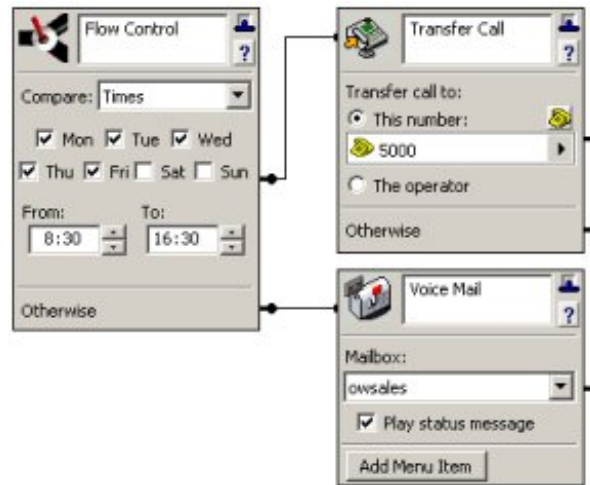 Flow Control
?
Compare: Times
Mon Tue Wed
Thu Fri Sat Sun
From: To:
8:30 16:30
Otherwise
Transfer Call
?
Transfer call to:
This number:
5000
The operator
Otherwise
Voice Mail
?
Mailbox:
owsales
Play status message
Add Menu Item